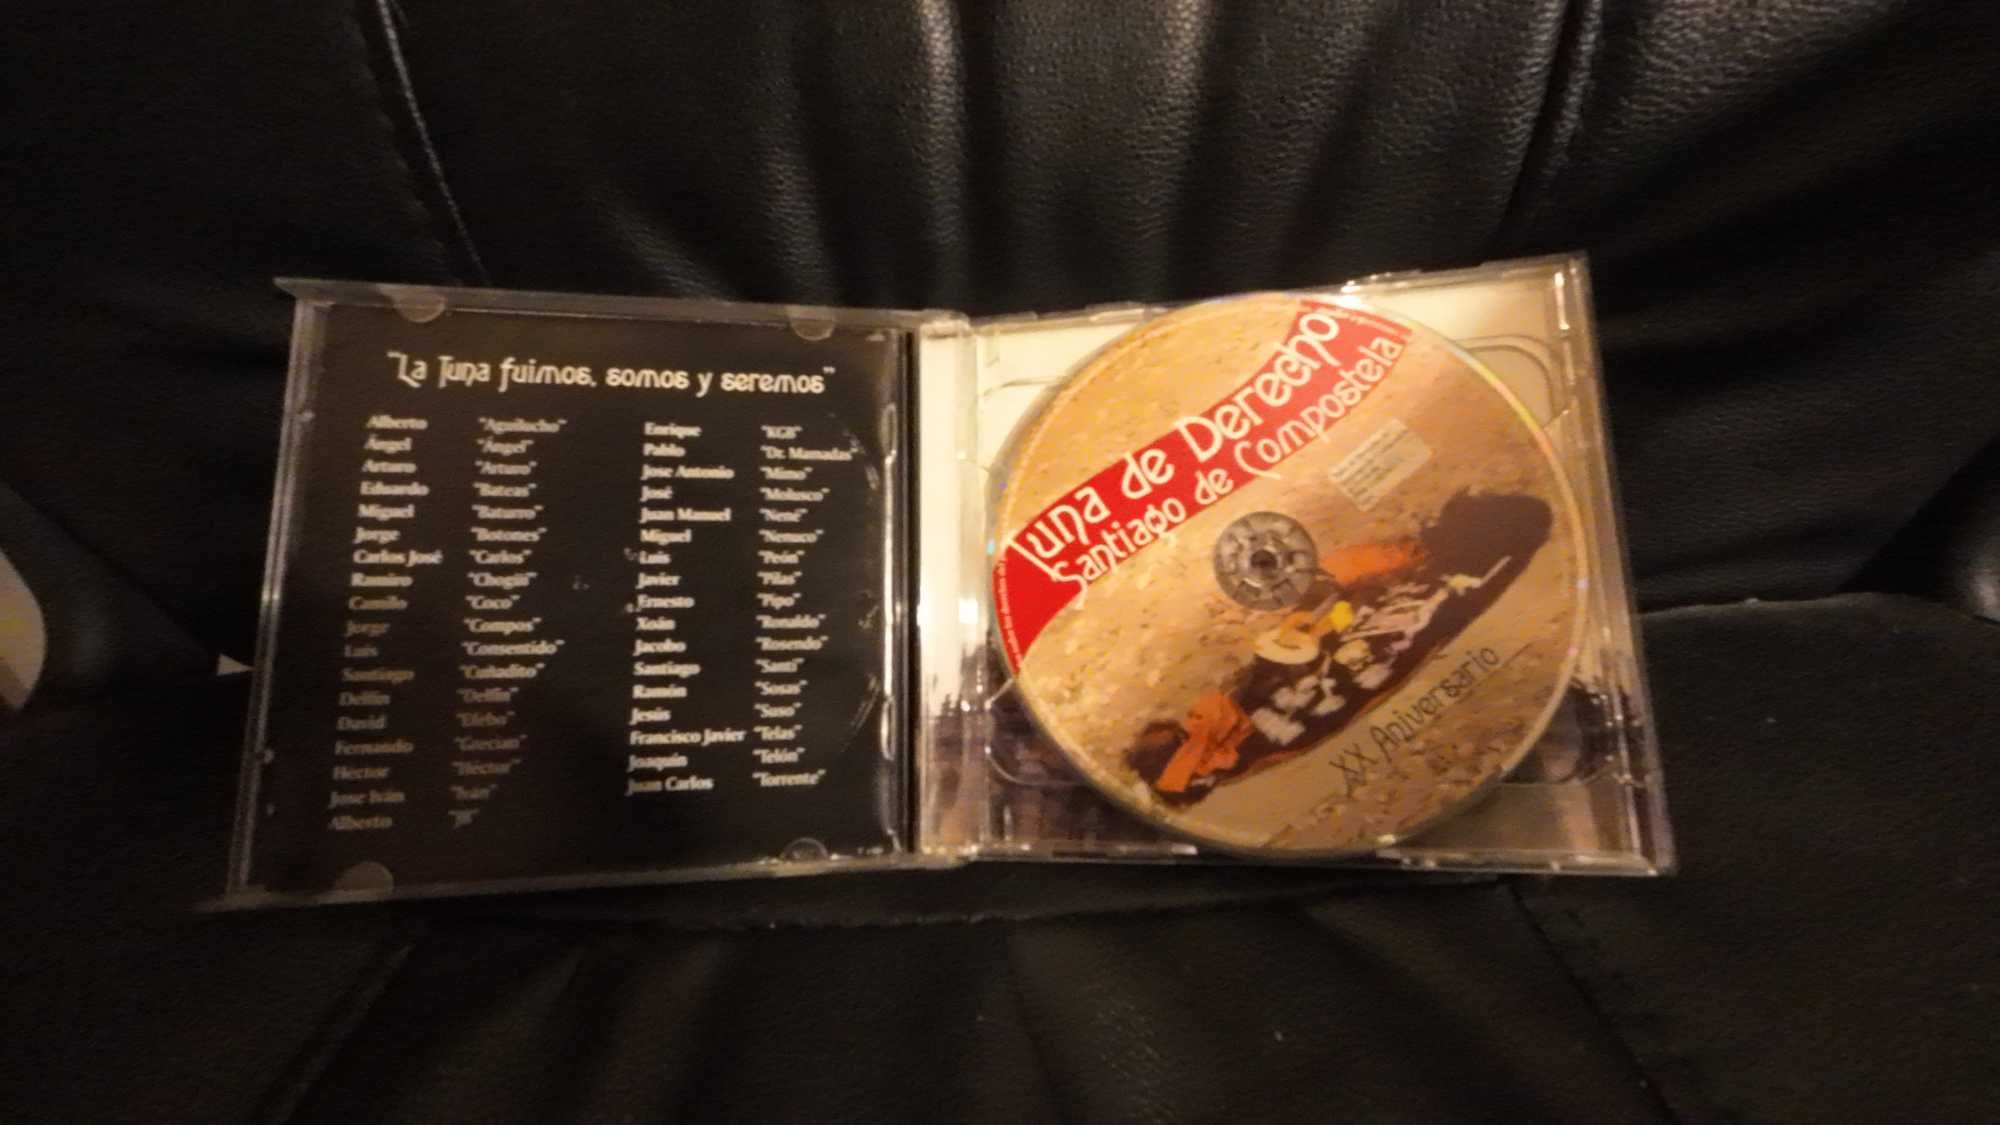 "La Tuna fuimos, somos y seremos"
Alberto "Aguilucho"
Ángel "Ángel"
Arturo "Arturo"
Eduardo "Bateas"
Miguel "Baturro"
Jorge "Botones"
Carlos José "Carlos"
Ramiro "Chogüí"
Camilo "Coco"
Jorge "Compos"
Luis "Consentido"
Santiago "Cuñadito"
Delfín "Delfín"
David "Efebo"
Fernando "Grecian"
Héctor "Héctor"
Jose Iván "Iván"
Alberto
Enrique "KGB"
Pablo "Dr. Mamadas"
Jose Antonio "Mino"
José "Molusco"
Juan Manuel "Nené"
Miguel "Nenuco"
Luis "Peón"
Javier "Pilas"
Ernesto "Pipo"
Xoán "Ronaldo"
Jacobo "Rosendo"
Santiago "Santi"
Ramón "Sosas"
Jesús "Suso"
Francisco Javier "Telas"
Joaquín "Telón"
Juan Carlos "Torrente"
Tuna de Derecho
Santiago de Compostela
XX Aniversario